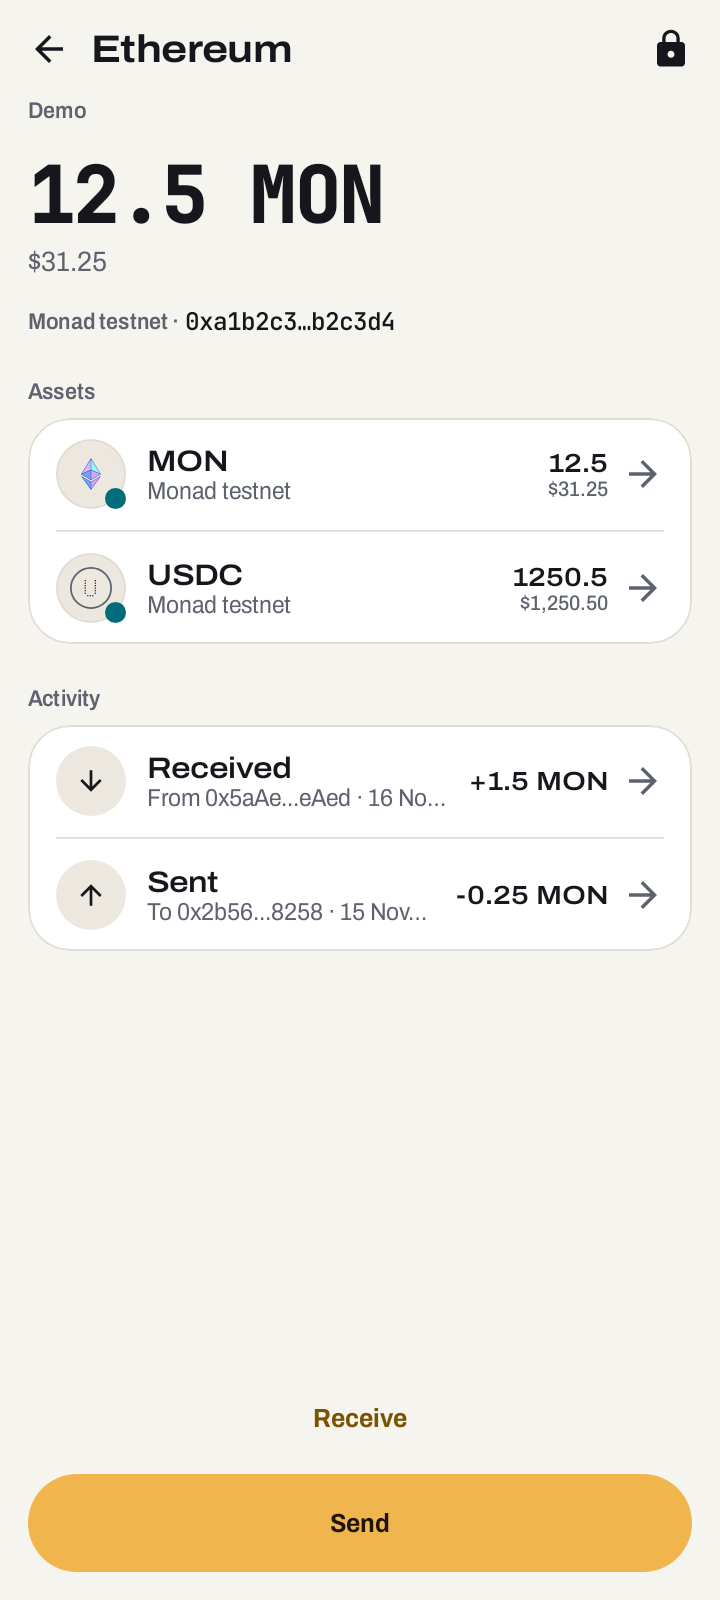 Ethereum
Demo
12.5 MON
$31.25
Monad testnet · 0xa1b2c3…b2c3d4
Assets
MON
Monad testnet
12.5
$31.25
USDC
Monad testnet
1250.5
$1,250.50
Activity
Received
From 0x5aAe…eAed · 16 No…
+1.5 MON
Sent
To 0x2b56…8258 · 15 Nov…
-0.25 MON
Receive
Send